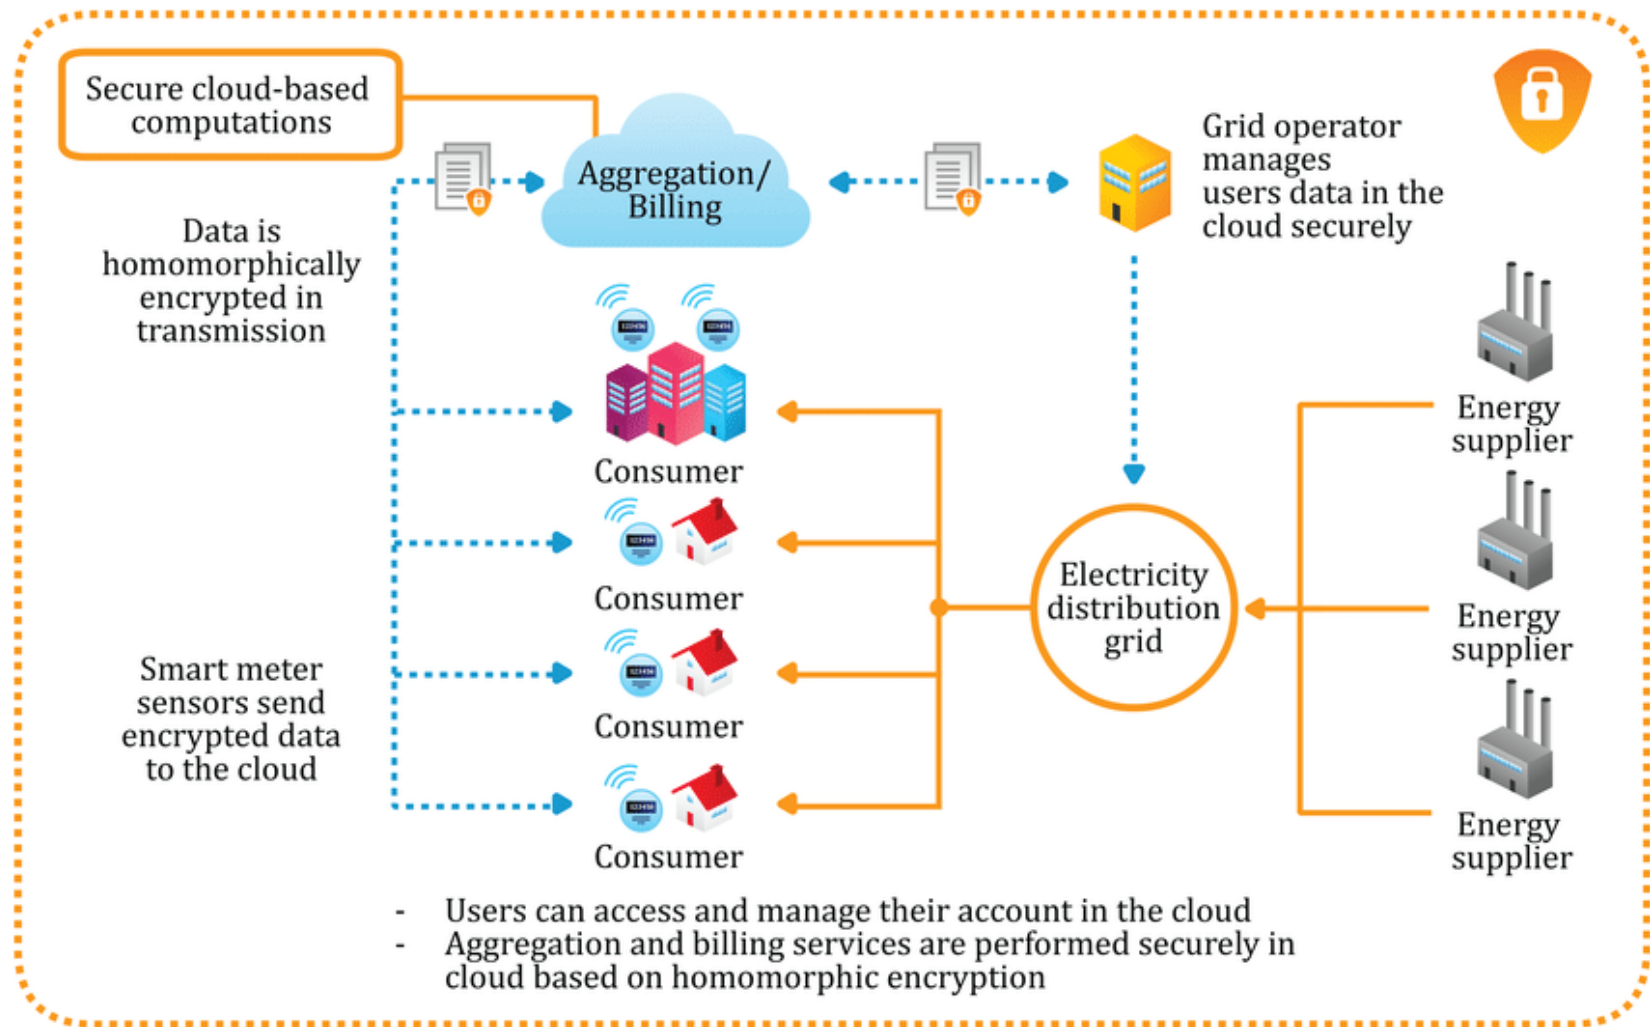 Secure cloud-based
computations
Aggregation/
Billing
Grid operator
manages
users data in the
cloud securely
Data is
homomorphically
encrypted in
transmission
Consumer
Consumer
Consumer
Consumer
Smart meter
sensors send
encrypted data
to the cloud
Electricity
distribution
grid
Energy
supplier
Energy
supplier
Energy
supplier
- Users can access and manage their account in the cloud
- Aggregation and billing services are performed securely in
cloud based on homomorphic encryption